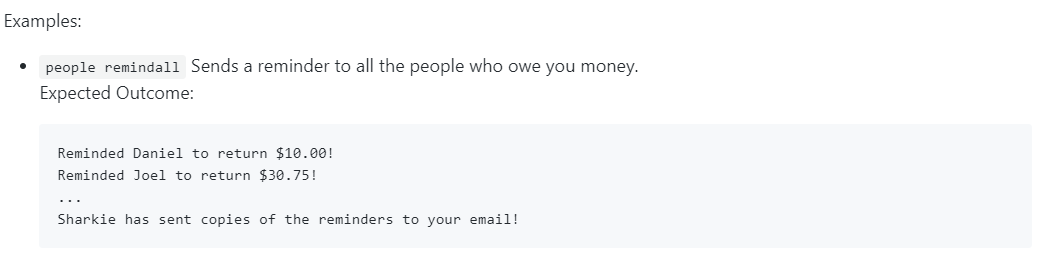 Examples:
people remindall Sends a reminder to all the people who owe you money.
Expected Outcome:
Reminded Daniel to return $10.00!
Reminded Joel to return $30.75!
...
Sharkie has sent copies of the reminders to your email!